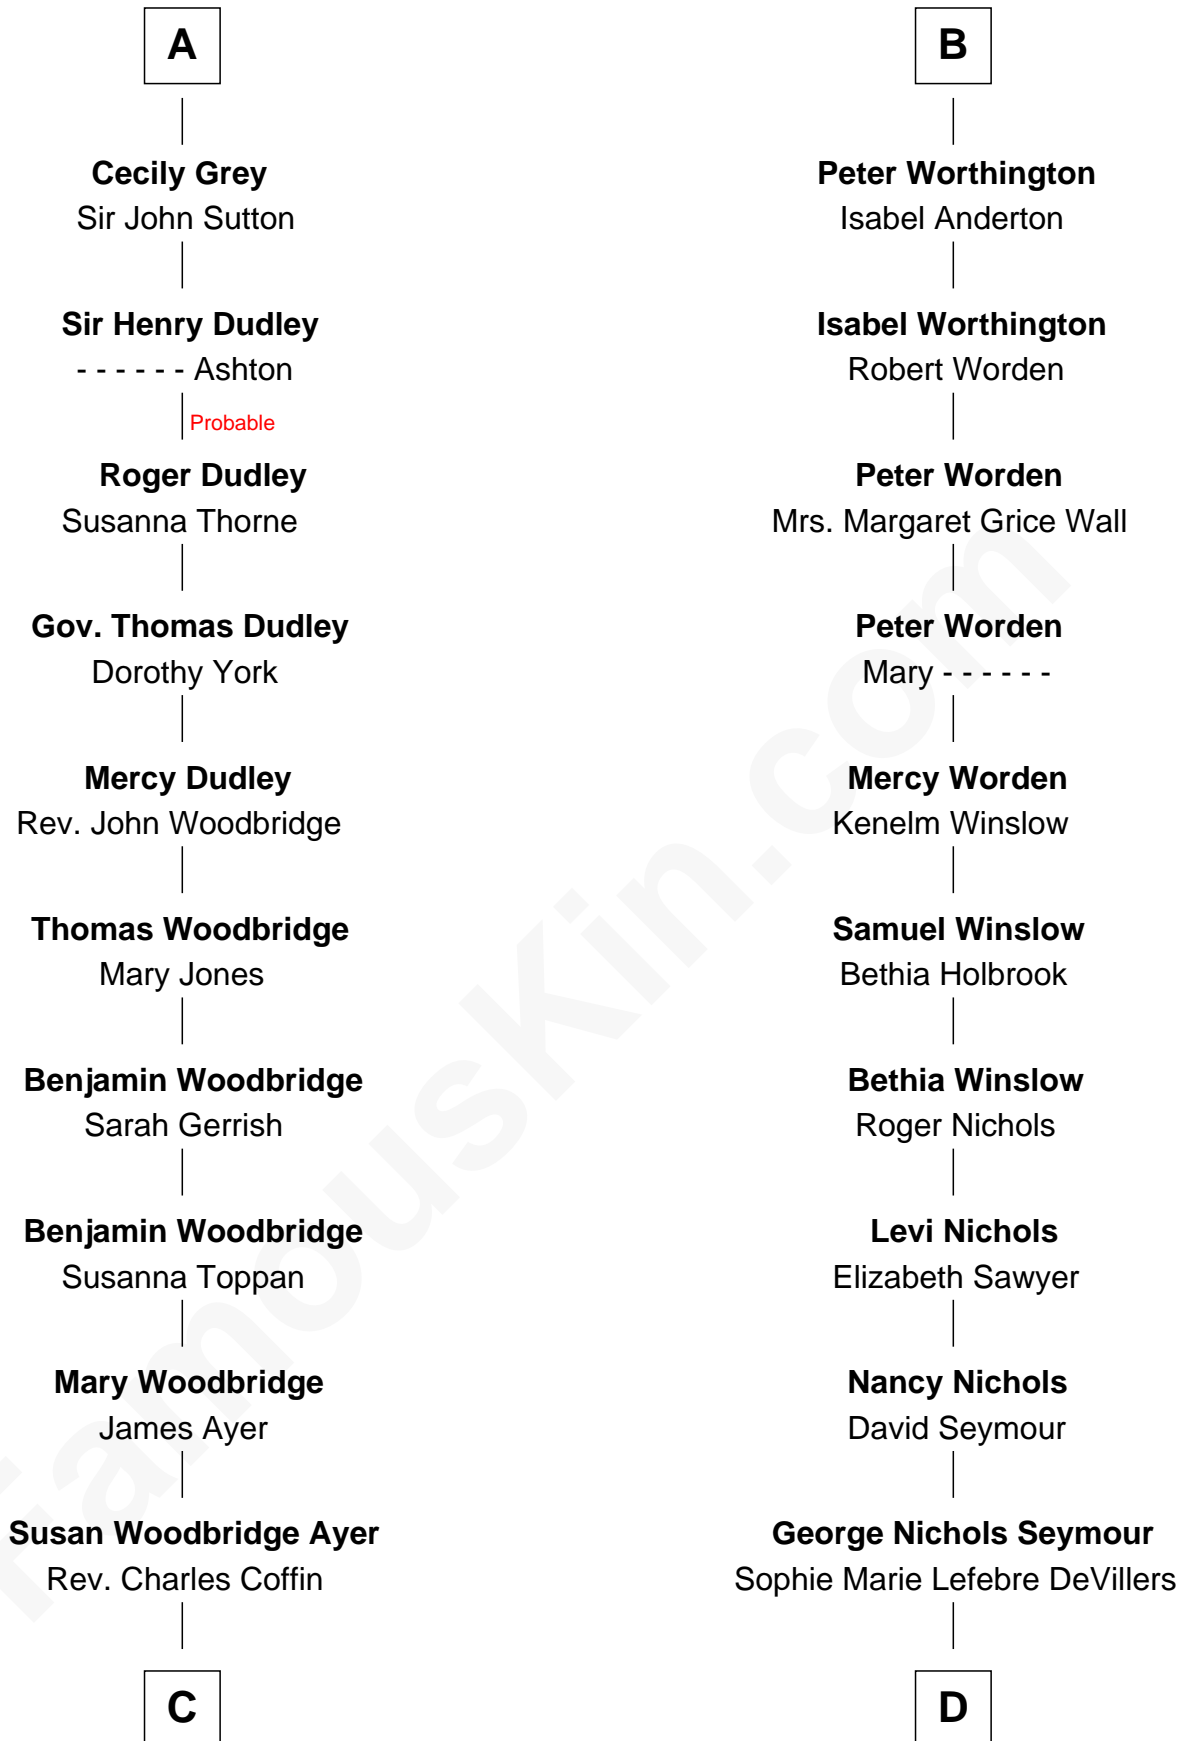 A
Cecily Grey
Sir John Sutton
Sir Henry Dudley
- - - - - - Ashton
Probable
Roger Dudley
Susanna Thorne
Gov. Thomas Dudley
Dorothy York
Mercy Dudley
Rev. John Woodbridge
Thomas Woodbridge
Mary Jones
Benjamin Woodbridge
Sarah Gerrish
Benjamin Woodbridge
Susanna Toppan
Mary Woodbridge
James Ayer
Susan Woodbridge Ayer
Rev. Charles Coffin
C
B
Peter Worthington
Isabel Anderton
Isabel Worthington
Robert Worden
Peter Worden
Mrs. Margaret Grice Wall
Peter Worden
Mary - - - - - -
Mercy Worden
Kenelm Winslow
Samuel Winslow
Bethia Holbrook
Bethia Winslow
Roger Nichols
Levi Nichols
Elizabeth Sawyer
Nancy Nichols
David Seymour
George Nichols Seymour
Sophie Marie Lefebre DeVillers
D
FamousKin.com